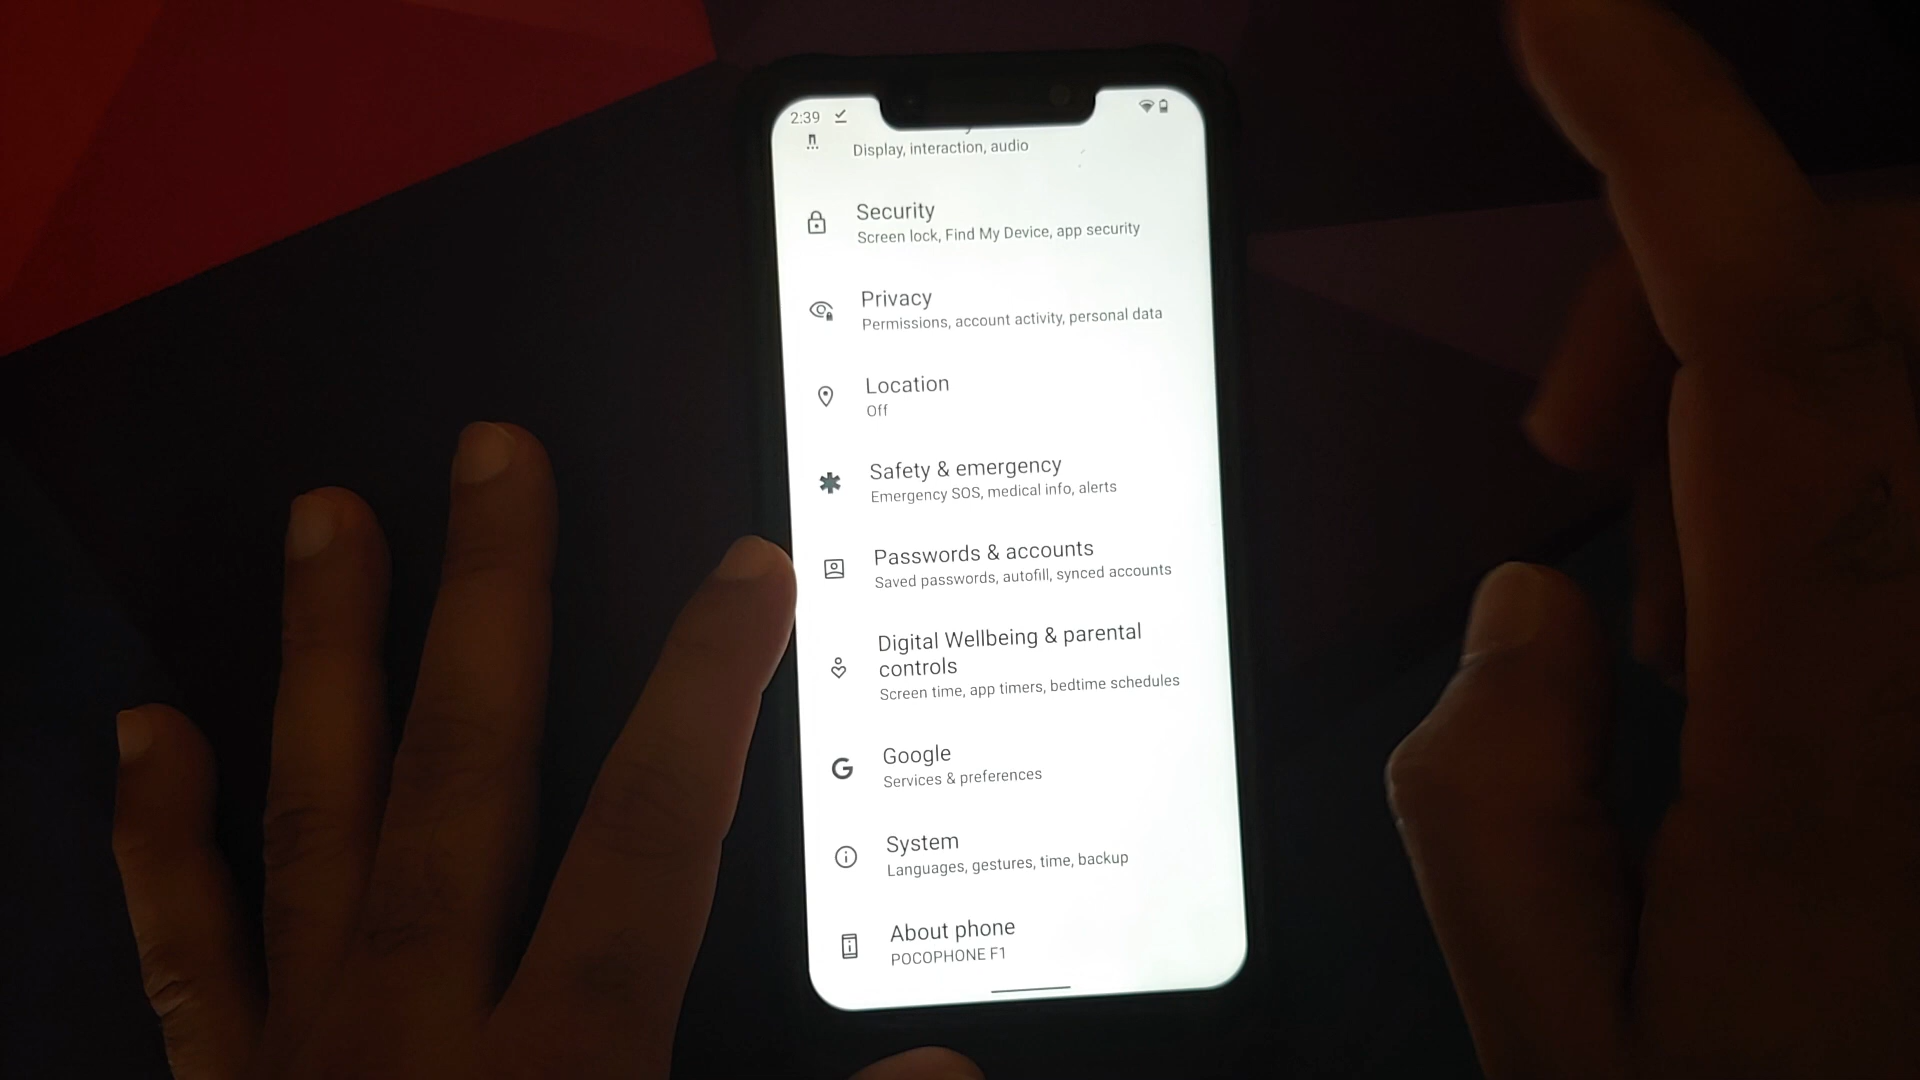 2:39
Display, interaction, audio
Security
Screen lock, Find My Device, app security
Privacy
Permissions, account activity, personal data
Location
Off
Safety & emergency
Emergency SOS, medical info, alerts
Passwords & accounts
Saved passwords, autofill, synced accounts
Digital Wellbeing & parental
controls
Screen time, app timers, bedtime schedules
Google
Services & preferences
System
Languages, gestures, time, backup
About phone
POCOPHONE F1